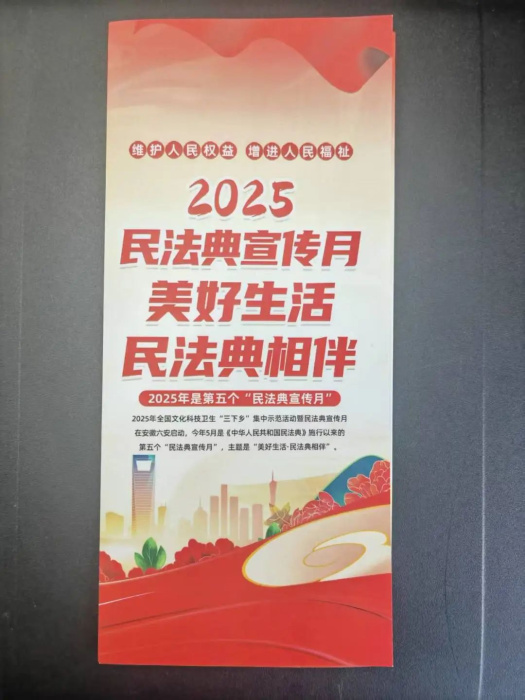 维护人民权益 增进人民福祉
2025
民法典宣传月
美好生活
民法典相伴
2025年是第五个“民法典宣传月”
2025年全国文化科技卫生“三下乡”集中示范活动暨民法典宣传月
在安徽六安启动。今年5月是《中华人民共和国民法典》施行以来的
第五个“民法典宣传月”，主题是“美好生活·民法典相伴”。